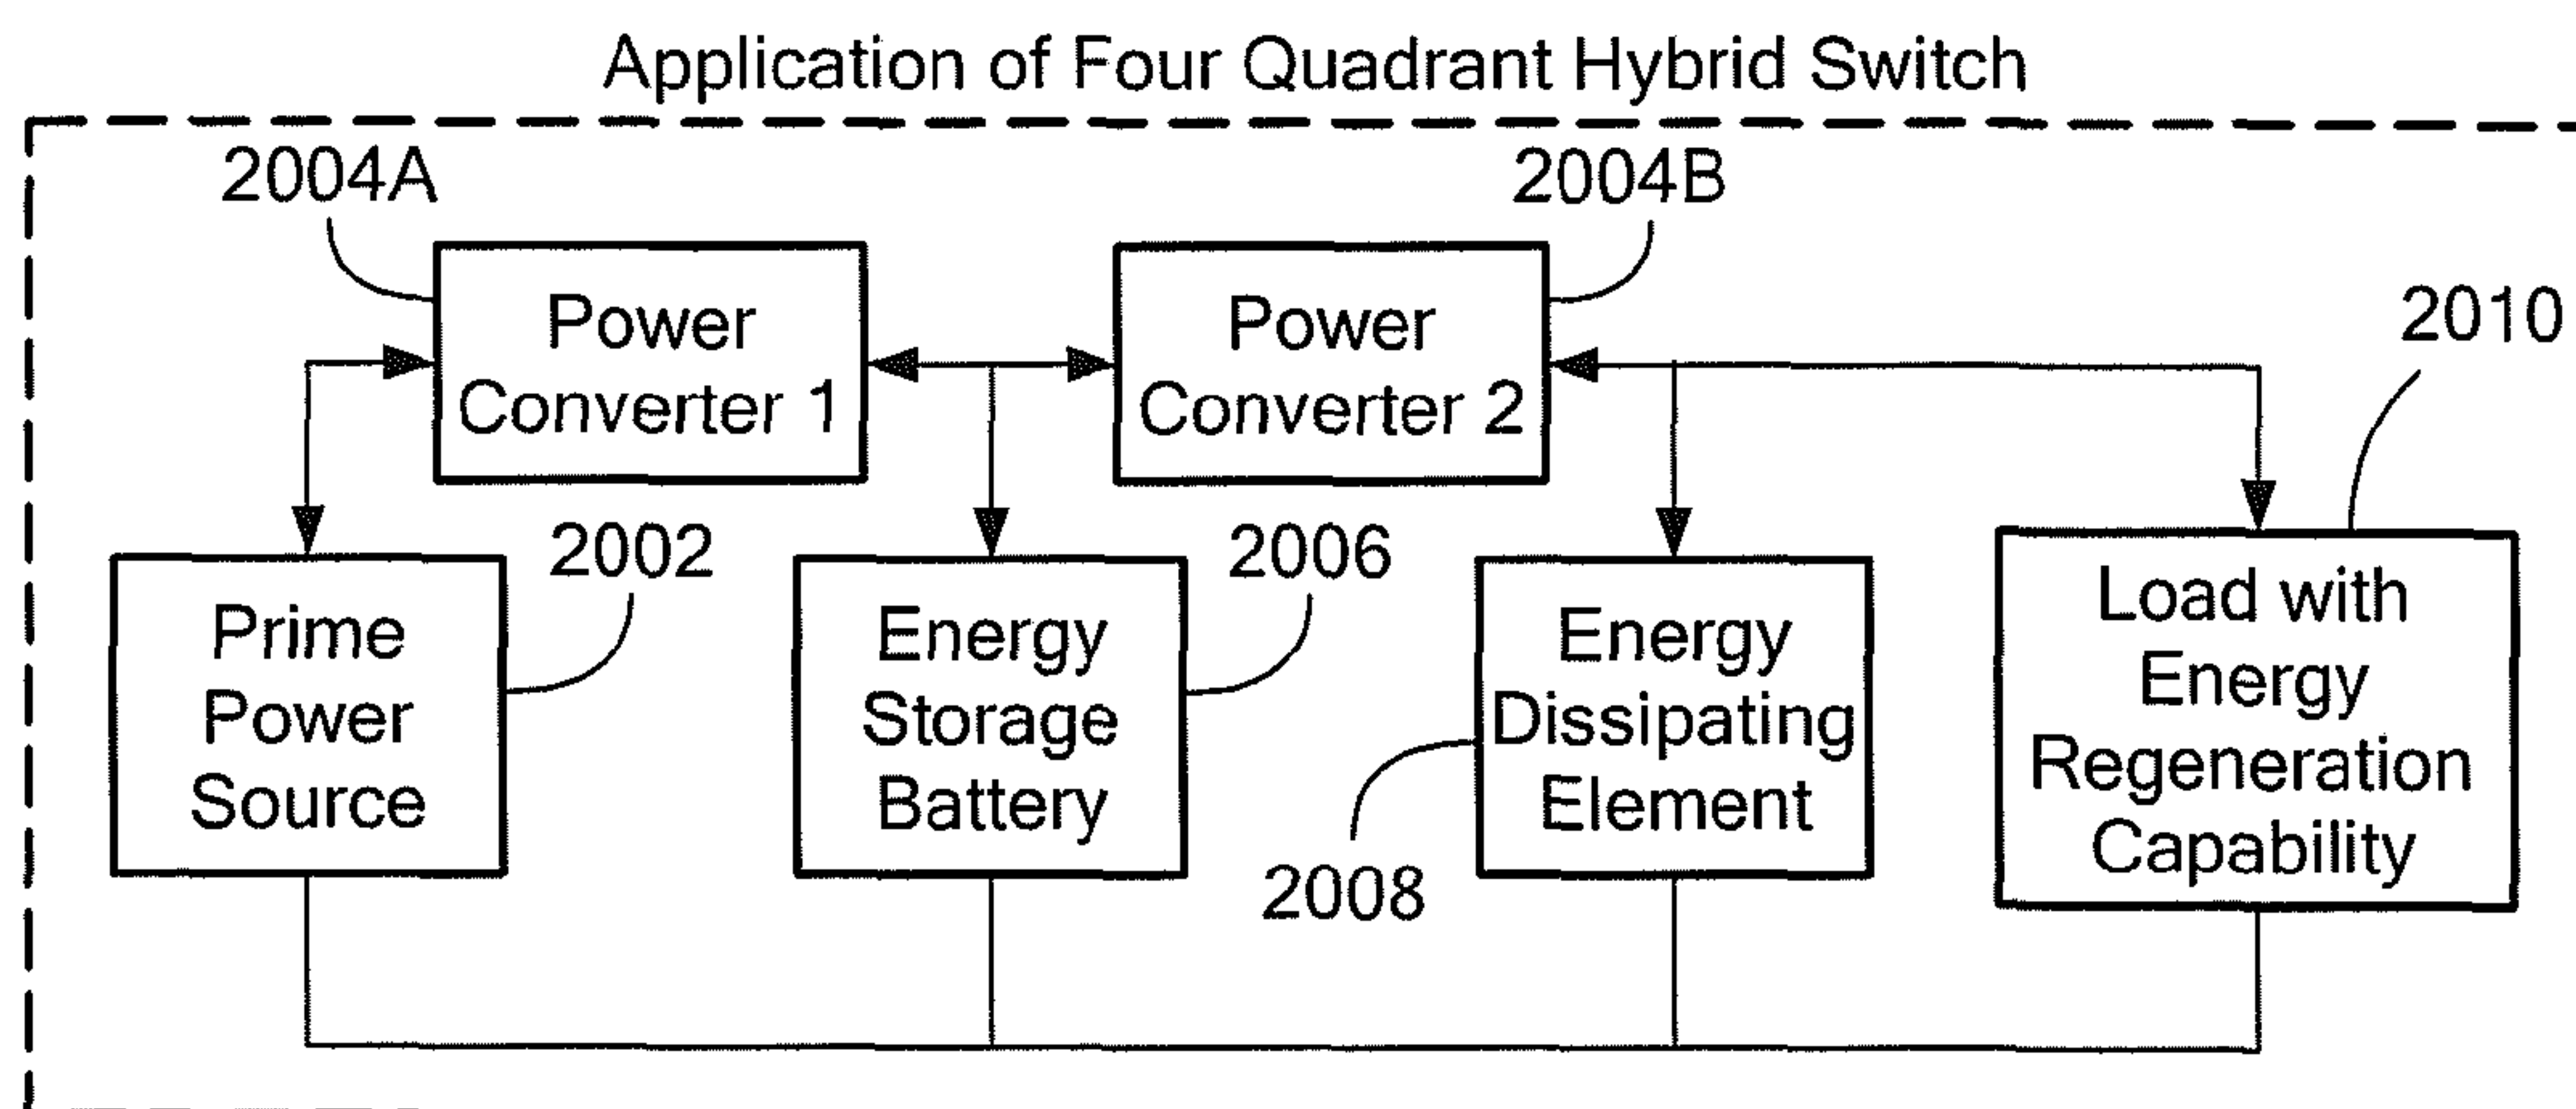 Application of Four Quadrant Hybrid Switch
2004A
2004B
2010
Power
Converter 1
Power
Converter 2
2002
2006
2008
Prime
Power
Source
Energy
Storage
Battery
Energy
Dissipating
Element
Load with
Energy
Regeneration
Capability